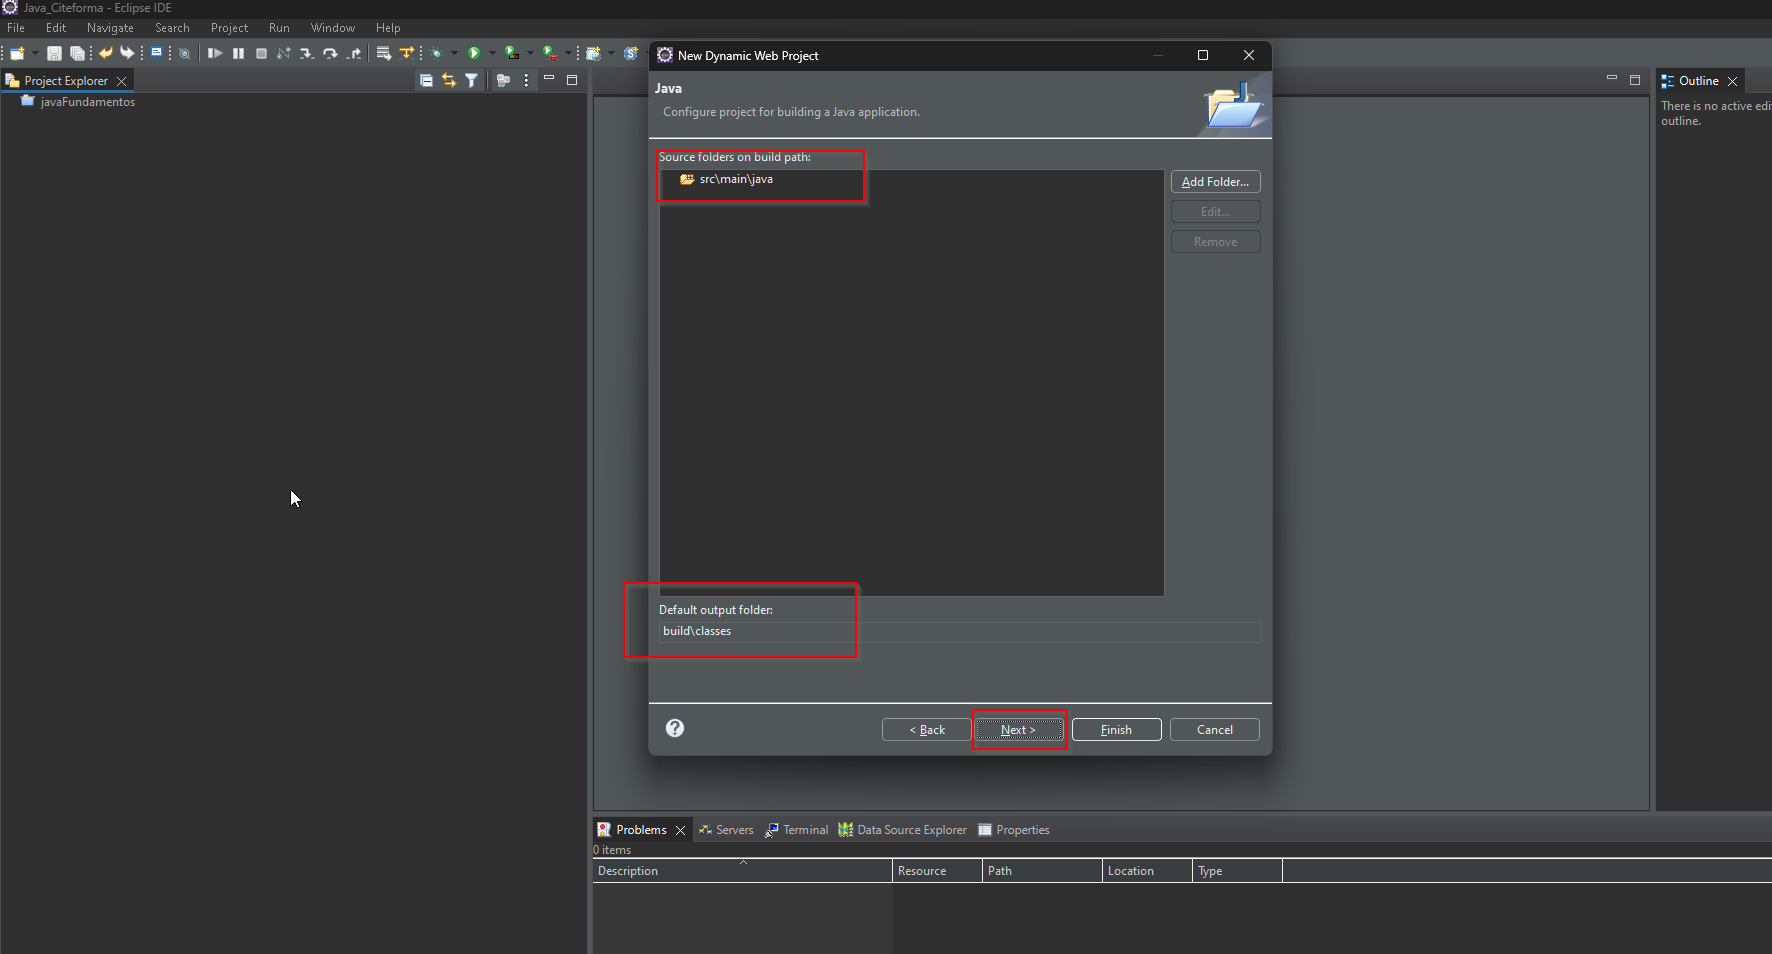 Java_Citeforma - Eclipse IDE
File Edit Navigate Search Project Run Window Help
Project Explorer
javaFundamentos
New Dynamic Web Project
Java
Configure project for building a Java application.
Source folders on build path:
src\main\java
Add Folder...
Edit...
Remove
Default output folder:
build\classes
< Back Next > Finish Cancel
Outline
There is no active edi
outline.
Problems Servers Terminal Data Source Explorer Properties
0 items
Description Resource Path Location Type